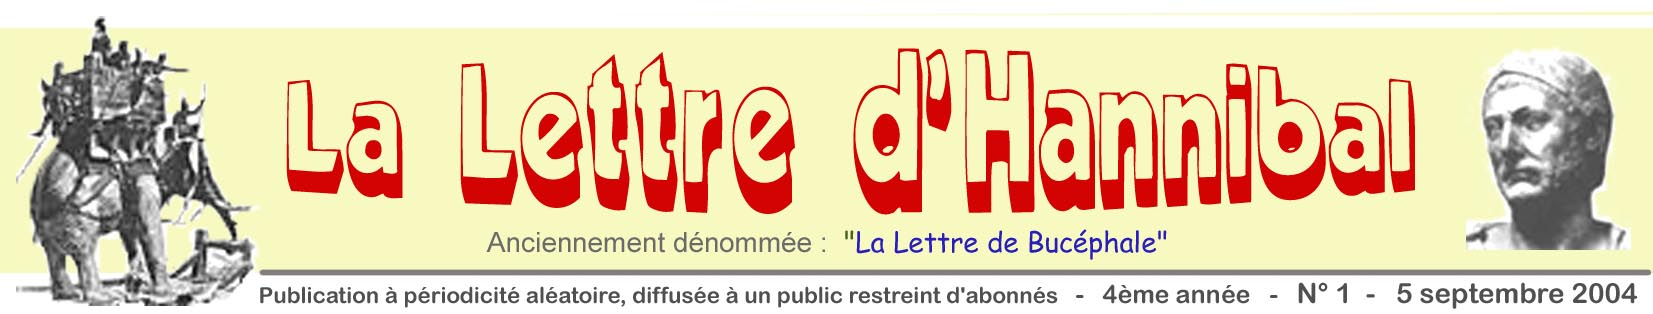 La Lettre d'Hannibal
Anciennement dénommée : "La Lettre de Bucéphale"
Publication à périodicité aléatoire, diffusée à un public restreint d'abonnés - 4ème année - N° 1 - 5 septembre 2004